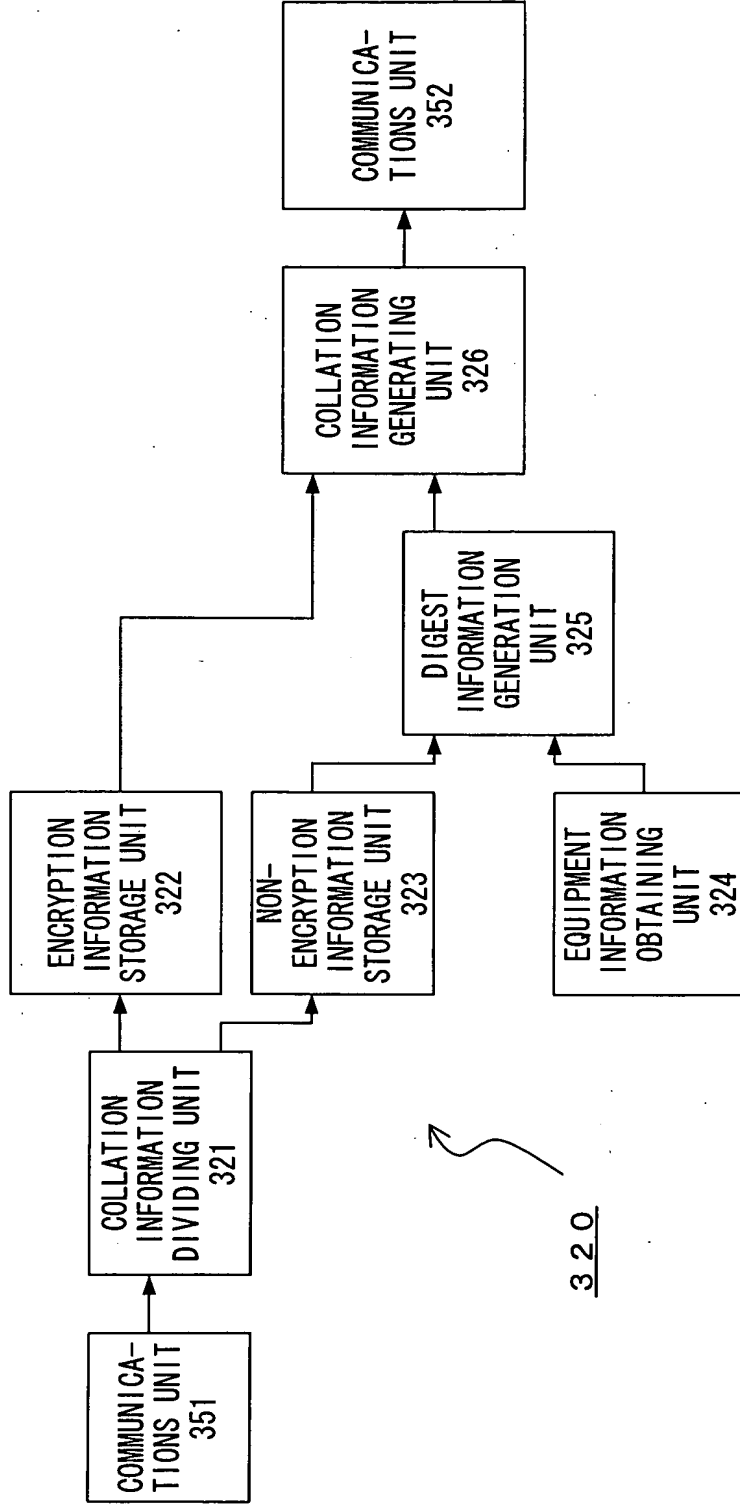 COMMUNICA-
TIONS UNIT
351
COLLATION
INFORMATION
DIVIDING UNIT
321
ENCRYPTION
INFORMATION
STORAGE UNIT
322
NON-
ENCRYPTION
INFORMATION
STORAGE UNIT
323
EQUIPMENT
INFORMATION
OBTAINING
UNIT
324
DIGEST
INFORMATION
GENERATION
UNIT
325
COLLATION
INFORMATION
GENERATING
UNIT
326
COMMUNICA-
TIONS UNIT
352
320